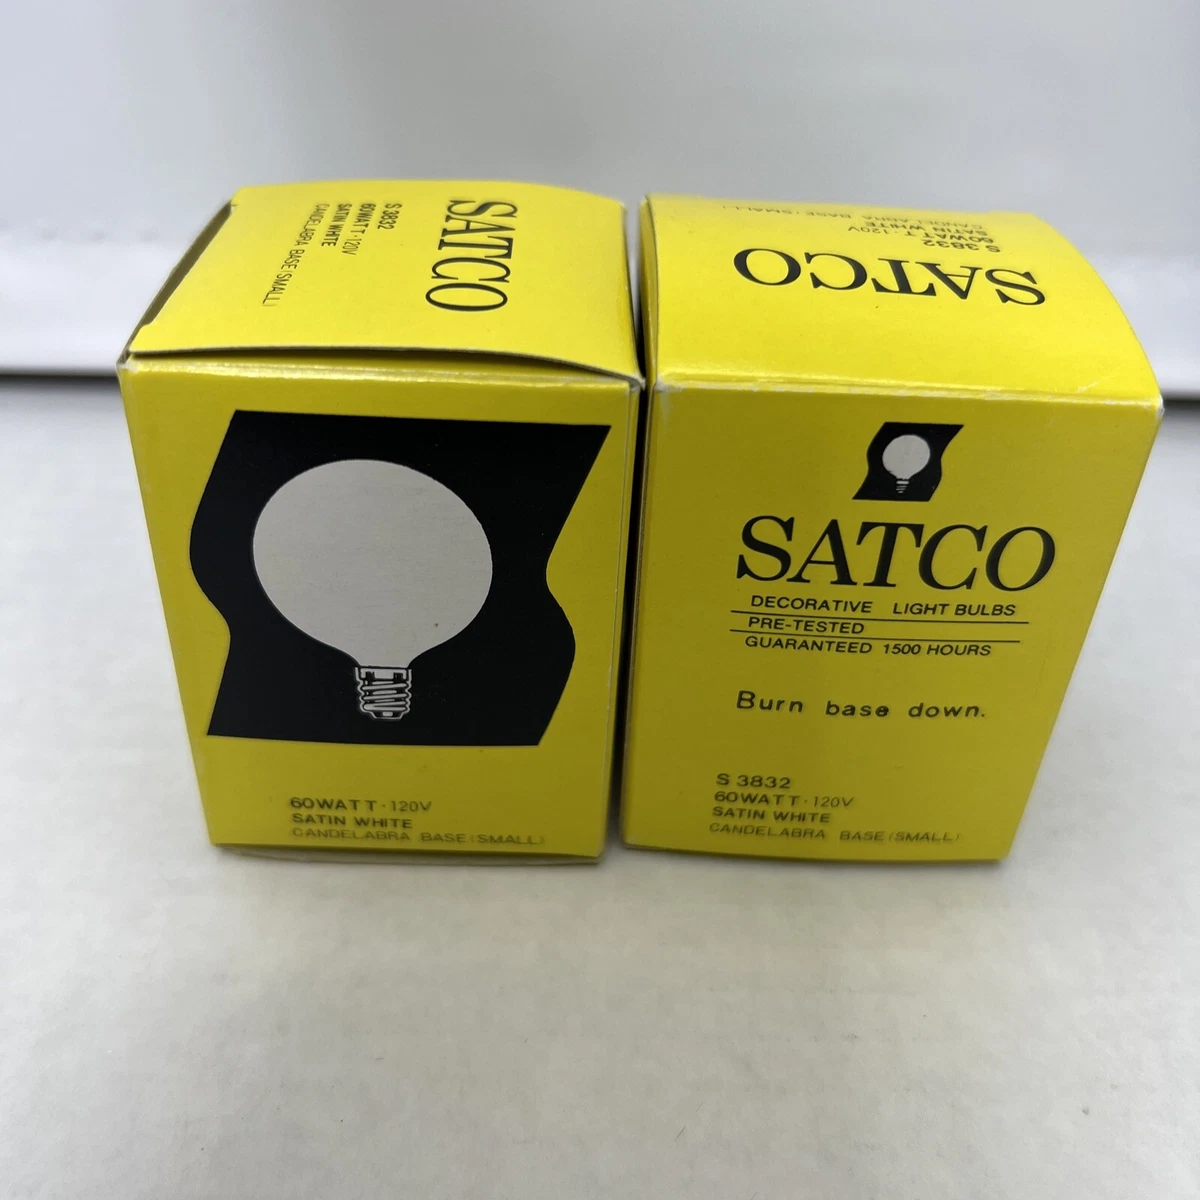 SATCO
S 3832
60WATT·120V
SATIN WHITE
CANDELABRA BASE (SMALL)
60WATT·120V
SATIN WHITE
CANDELABRA BASE (SMALL)
SATCO
S 3832
60WATT·120V
SATIN WHITE
CANDELABRA BASE (SMALL)
SATCO
DECORATIVE LIGHT BULBS
PRE-TESTED
GUARANTEED 1500 HOURS
Burn base down.
S 3832
60WATT·120V
SATIN WHITE
CANDELABRA BASE (SMALL)